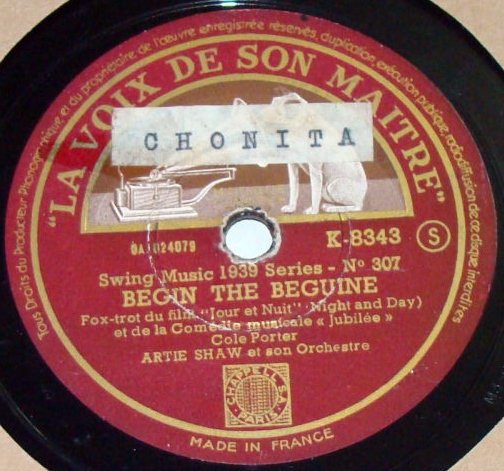 Tous Droits du Producteur Phonographique et du propriétaire de l'œuvre enregistrée réservés, duplication, exécution publique, radiodiffusion de ce disque interdites
"LA VOIX DE SON MAITRE"
CHONITA
024079
K-8343 S
Swing Music 1939 Series - No 307
BEGIN THE BEGUINE
Fox-trot du film "Jour et Nuit" (Night and Day)
et de la Comédie musicale « Jubilée »
Cole Porter
ARTIE SHAW et son Orchestre
CHAPPELL S.A.
PARIS
MADE IN FRANCE